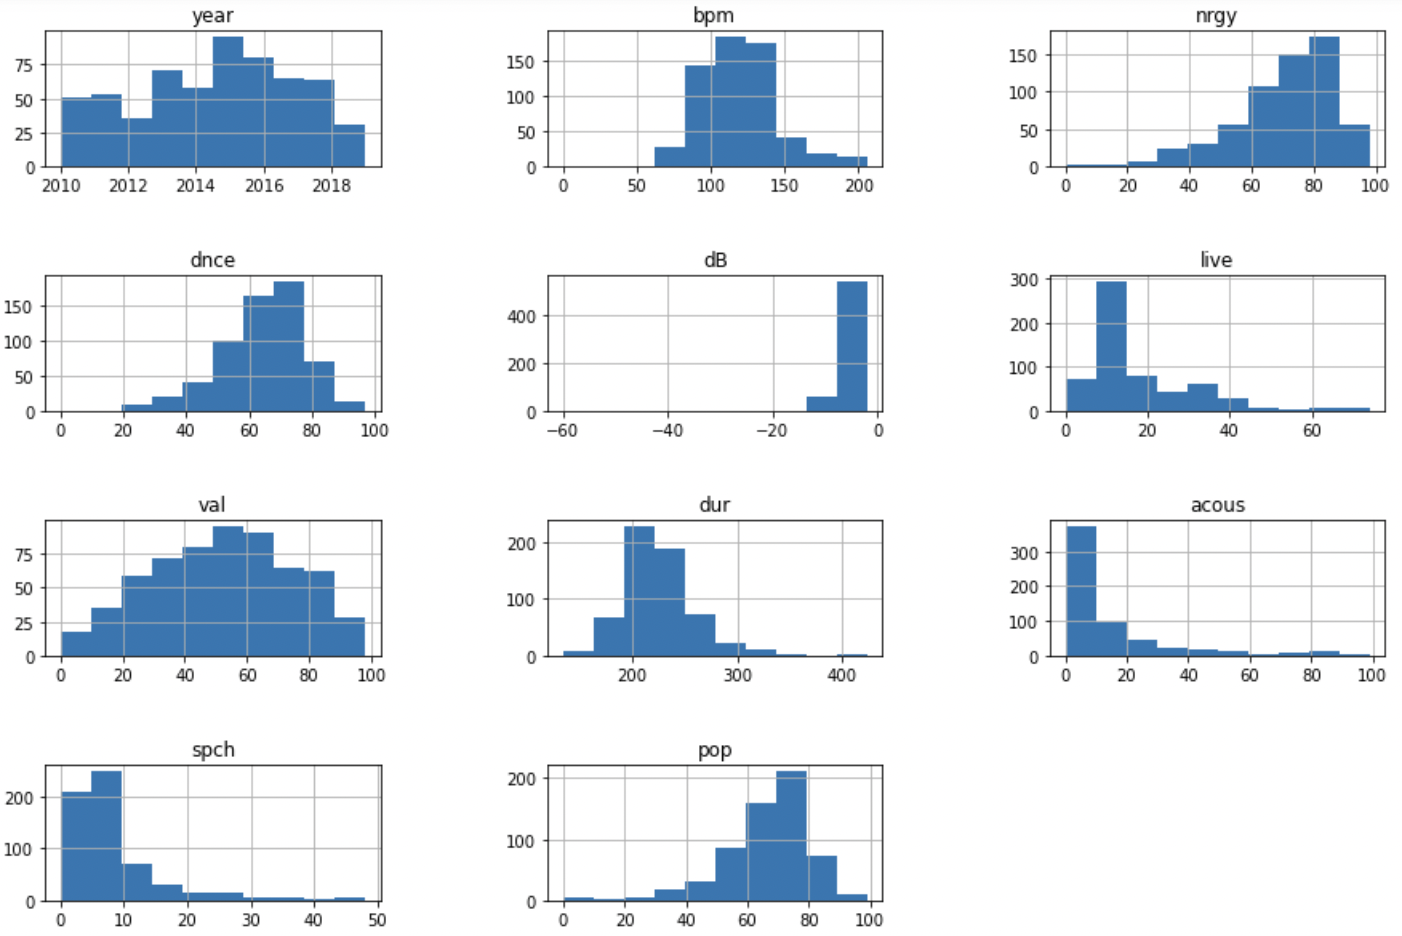 year bpm nrgy
75 50 25 0
2010 2012 2014 2016 2018
150 100 50 0
0 50 100 150 200
150 100 50 0
0 20 40 60 80 100
dnce dB live
150 100 50 0
0 20 40 60 80 100
400 200 0
−60 −40 −20 0
300 200 100 0
0 20 40 60
val dur acous
75 50 25 0
0 20 40 60 80 100
200 100 0
200 300 400
300 200 100 0
0 20 40 60 80 100
spch pop
200 100 0
0 10 20 30 40 50
200 100 0
0 20 40 60 80 100